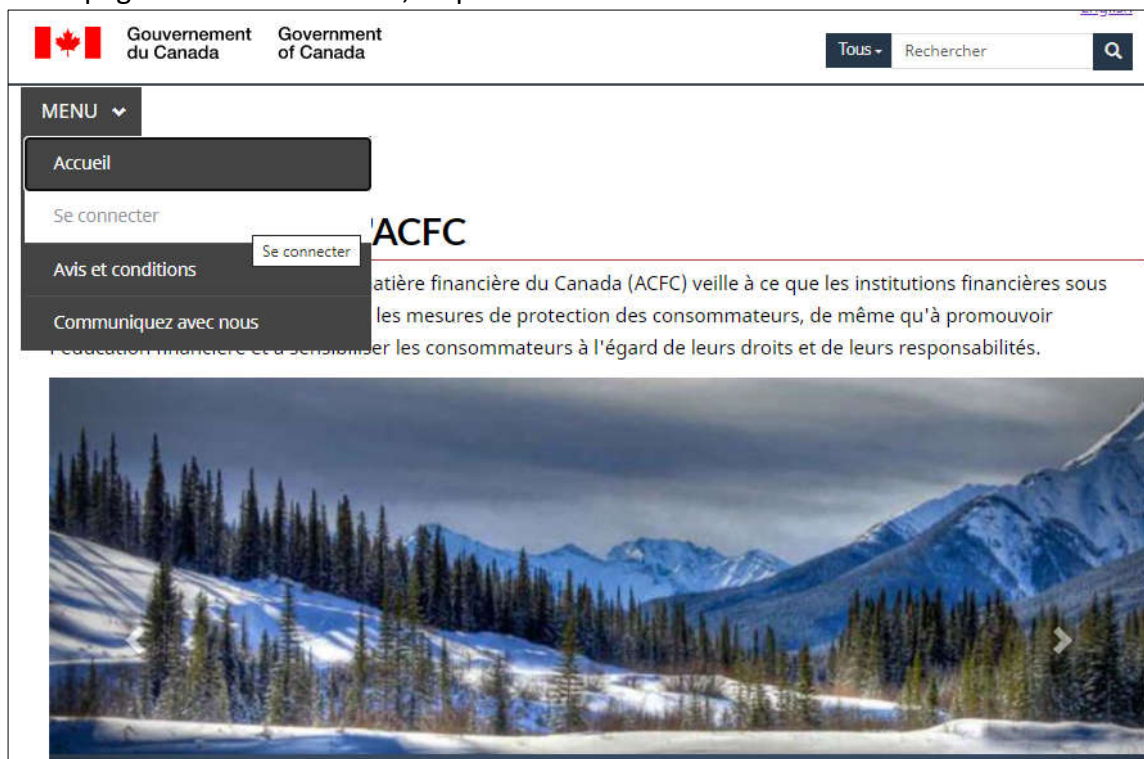 English
Gouvernement Government
du Canada of Canada
Tous Rechercher
MENU
Accueil
Se connecter
'ACFC
Se connecter
Avis et conditions
atière financière du Canada (ACFC) veille à ce que les institutions financières sous
Communiquez avec nous
les mesures de protection des consommateurs, de même qu'à promouvoir
les consommateurs à l'égard de leurs droits et de leurs responsabilités.